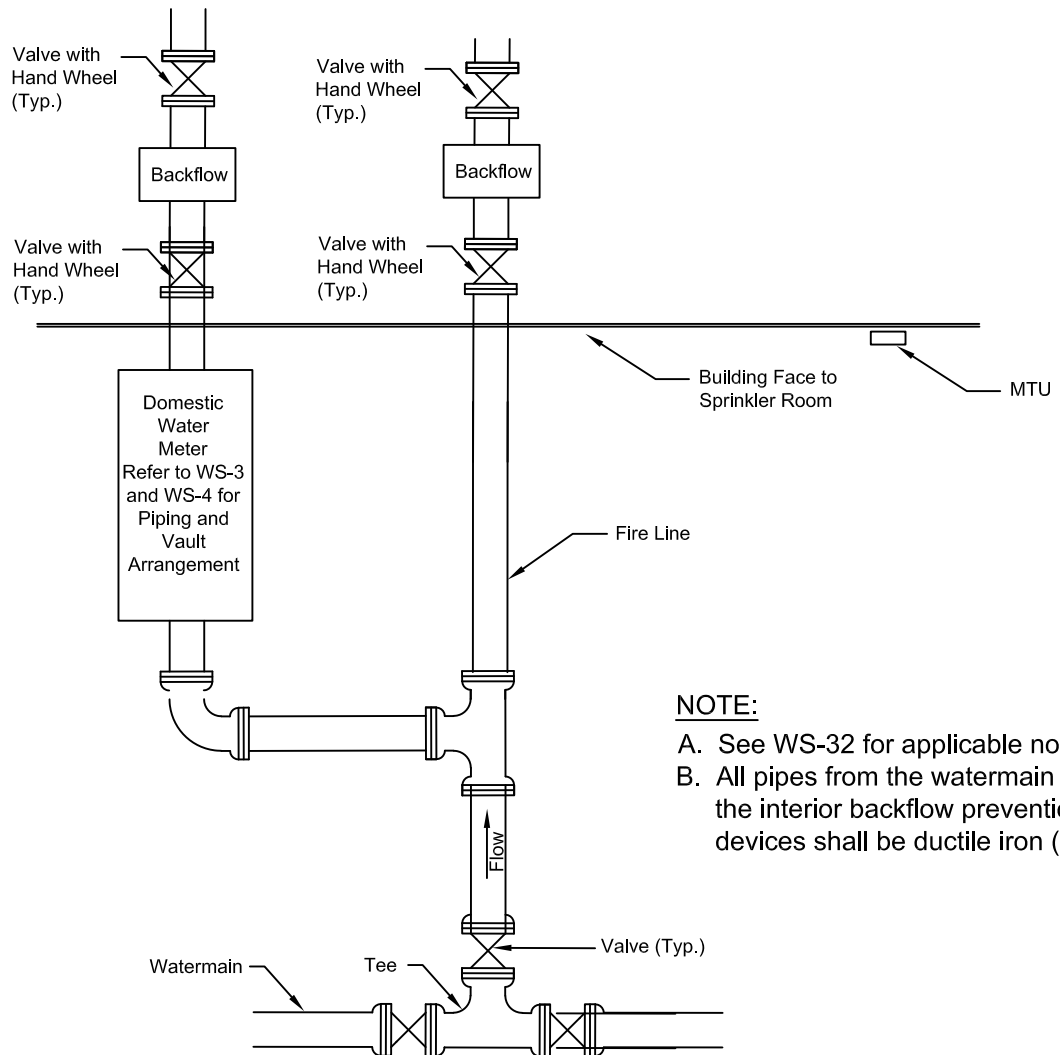 Valve with
Hand Wheel
(Typ.)
Valve with
Hand Wheel
(Typ.)
Backflow
Backflow
Valve with
Hand Wheel
(Typ.)
Valve with
Hand Wheel
(Typ.)
Building Face to
Sprinkler Room
MTU
Domestic
Water
Meter
Refer to WS-3
and WS-4 for
Piping and
Vault
Arrangement
Fire Line
NOTE:
A. See WS-32 for applicable
B. All pipes from the watermain
the interior backflow
devices shall be ductile iron (
Flow
Valve (Typ.)
Watermain
Tee